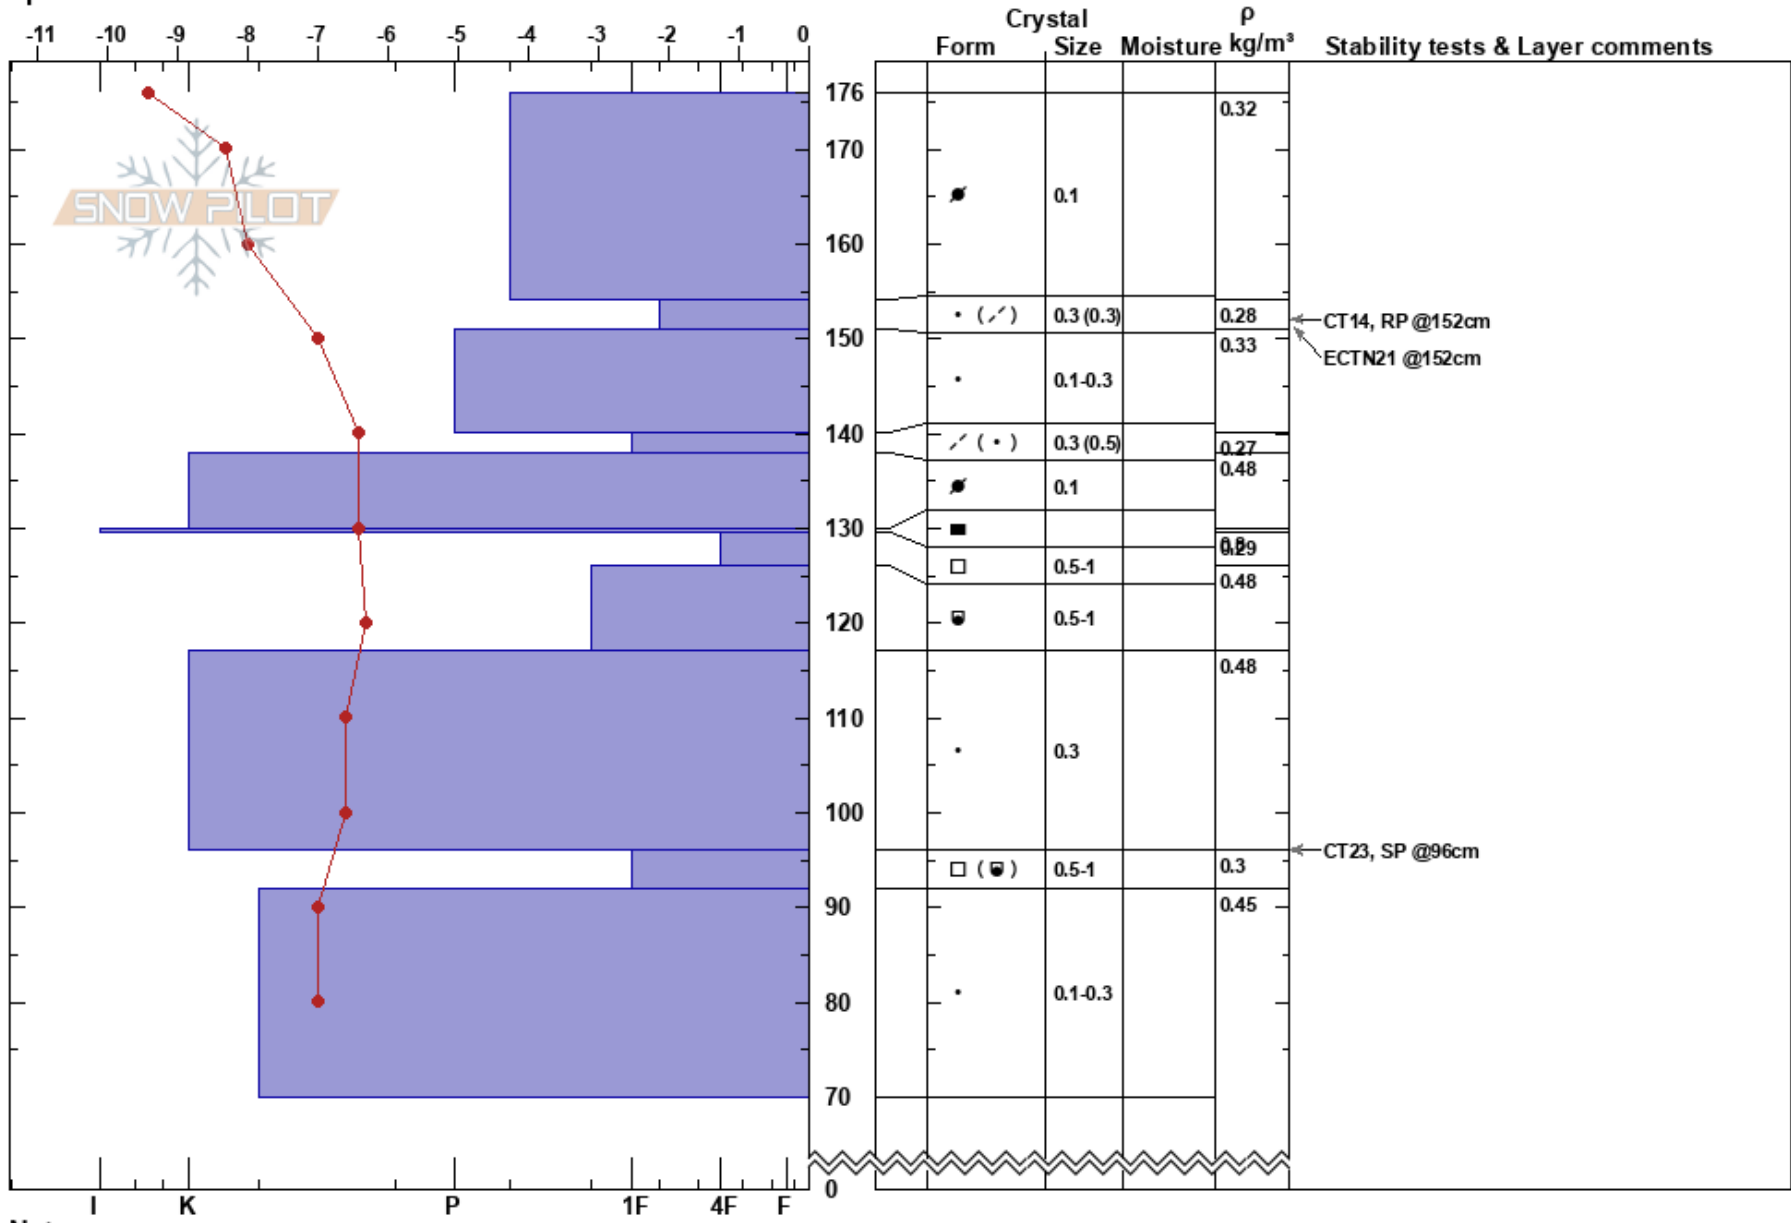 Crystal ρ
-11 -10 -9 -8 -7 -6 -5 -4 -3 -2 -1 0
Form Size Moisture kg/m³ Stability tests & Layer comments
176 0.32
170
SNOW PILOT
0.1
160
• (⟋) 0.3 (0.3) 0.28 CT14, RP @152cm
150 0.33
ECTN21 @152cm
0.1-0.3
140
0.3 (0.5) 0.27
0.48
0.1
130
0.29
0.5-1
0.48
120 0.5-1
0.48
110
0.3
100
CT23, SP @96cm
0.5-1 0.3
90 0.45
80 0.1-0.3
70
0
I K P 1F 4F F